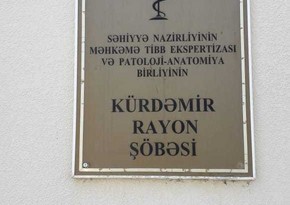 SƏHİYYƏ NAZİRLİYİNİN
MƏHKƏMƏ TİBB EKSPERTİZASI
VƏ PATOLOJİ-ANATOMİYA
BİRLİYİNİN
KÜRDƏMİR
RAYON
ŞÖBƏSİ